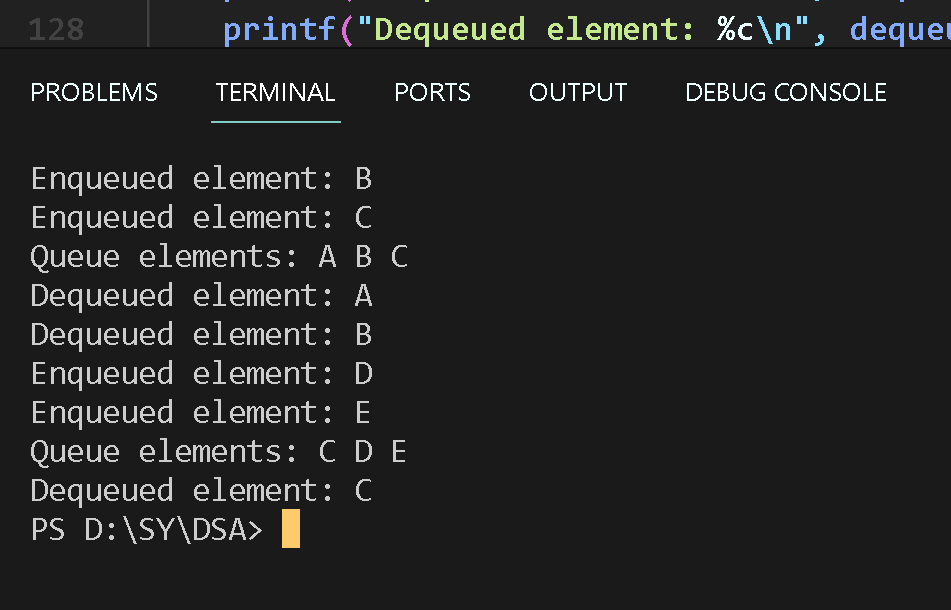 128 printf("Dequeued element: %c\n",
PROBLEMS TERMINAL PORTS OUTPUT DEBUG CONSOLE
Enqueued element: B
Enqueued element: C
Queue elements: A B C
Dequeued element: A
Dequeued element: B
Enqueued element: D
Enqueued element: E
Queue elements: C D E
Dequeued element: C
PS D:\SY\DSA>